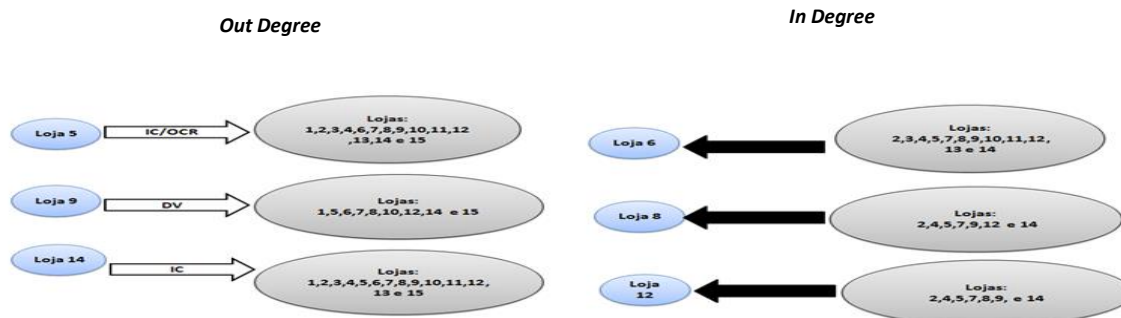 Out Degree
Loja 5
IC/OCR
Lojas:
1,2,3,4,6,7,8,9,10,11,12
,13,14 e 15
Loja 9
DV
Lojas:
1,5,6,7,8,10,12,14 e 15
Loja 14
IC
Lojas:
1,2,3,4,5,6,7,8,9,10,11,12,
13 e 15
In Degree
Loja 6
Lojas:
2,3,4,5,7,8,9,10,11,12,
13 e 14
Loja 8
Lojas:
2,4,5,7,9,12 e 14
Loja
12
Lojas:
2,4,5,7,8,9, e 14